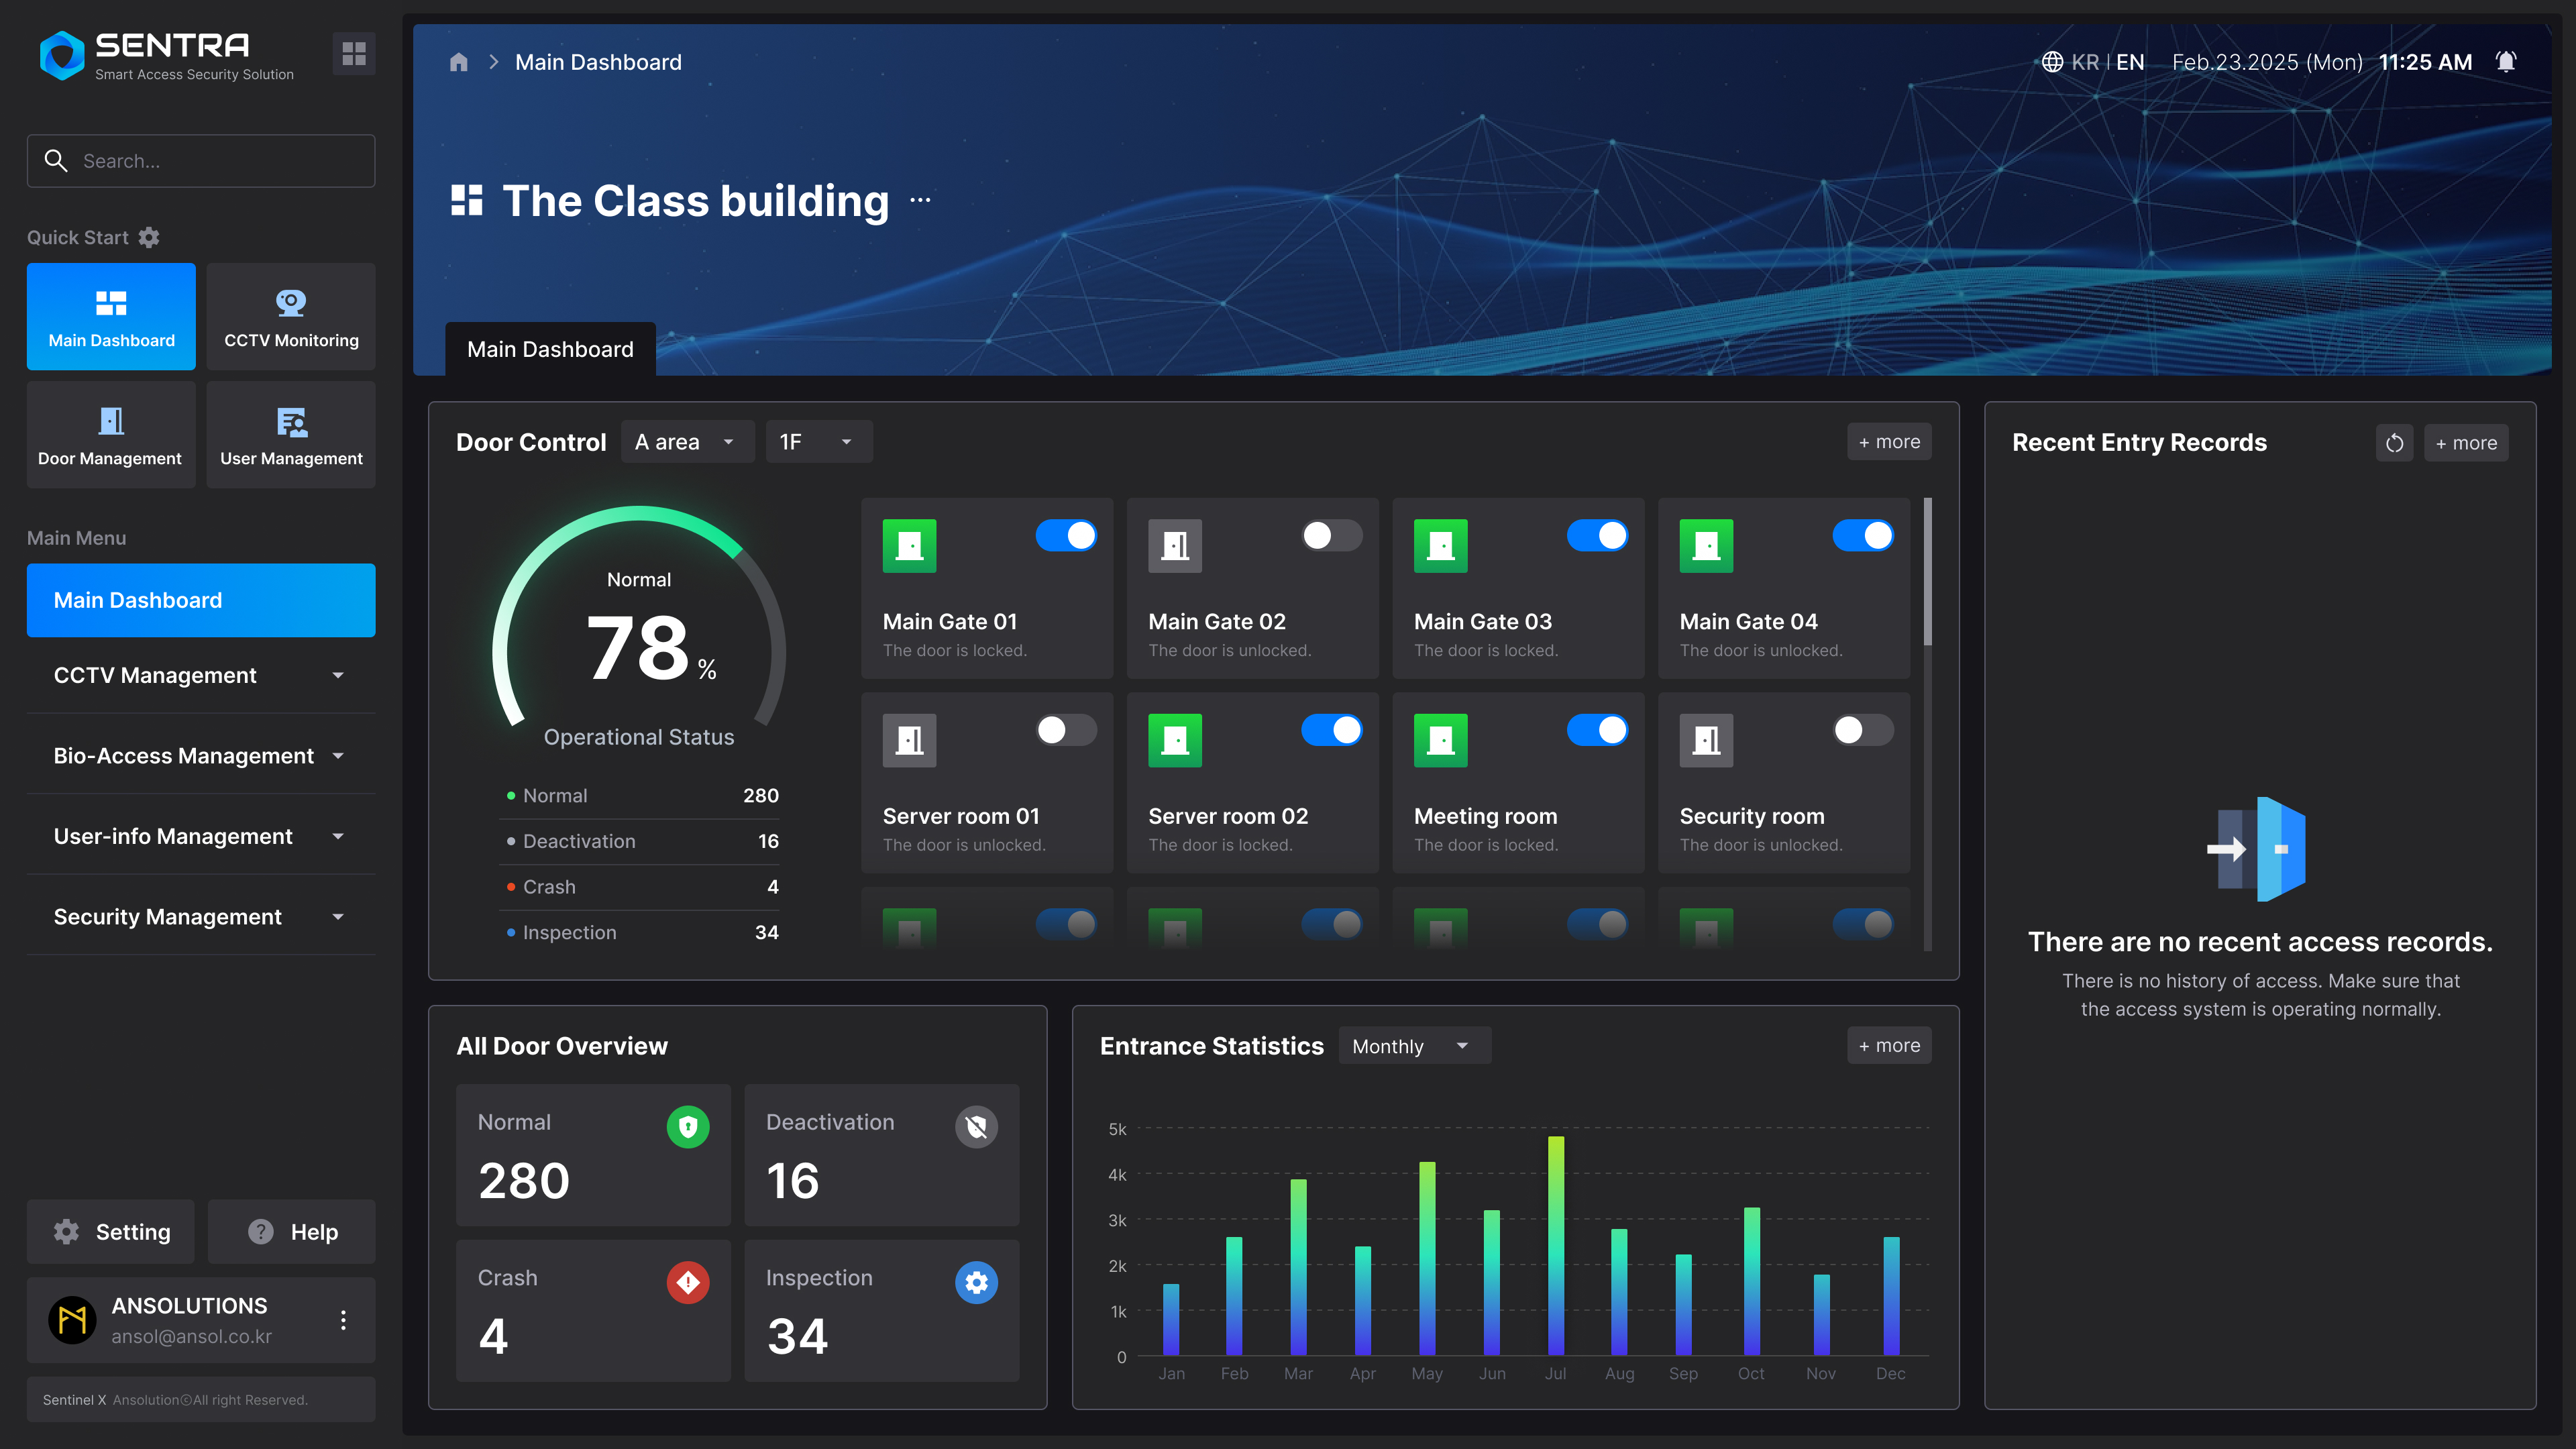 SENTRA
Smart Access Security Solution
Search...
Quick Start
Main Dashboard
CCTV Monitoring
Door Management
User Management
Main Menu
Main Dashboard
CCTV Management
Bio-Access Management
User-info Management
Security Management
Setting
Help
ANSOLUTIONS
ansol@ansol.co.kr
Sentinel X AnsolutionⓒAll right Reserved.
Main Dashboard
KR | EN
Feb.23.2025 (Mon) 11:25 AM
The Class building ...
Main Dashboard
Door Control
A area
1F
+ more
Normal
78 %
Operational Status
Normal 280
Deactivation 16
Crash 4
Inspection 34
Main Gate 01
The door is locked.
Main Gate 02
The door is unlocked.
Main Gate 03
The door is locked.
Main Gate 04
The door is unlocked.
Server room 01
The door is unlocked.
Server room 02
The door is locked.
Meeting room
The door is locked.
Security room
The door is unlocked.
Recent Entry Records
+ more
There are no recent access records.
There is no history of access. Make sure that
the access system is operating normally.
All Door Overview
Normal
280
Deactivation
16
Crash
4
Inspection
34
Entrance Statistics
Monthly
+ more
5k
4k
3k
2k
1k
0
Jan Feb Mar Apr May Jun Jul Aug Sep Oct Nov Dec